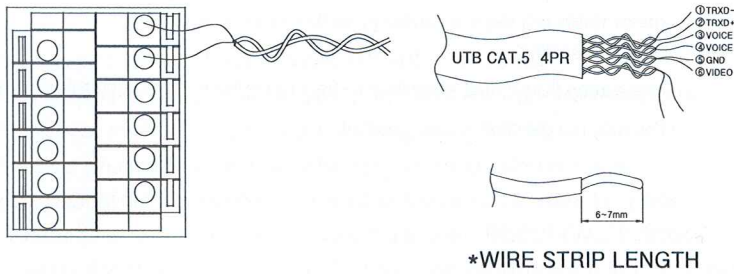 ①TRXD-
②TRXD+
③VOICE
④VOICE
⑤GND
⑥VIDEO
UTB CAT.5 4PR
6~7mm
*WIRE STRIP LENGTH